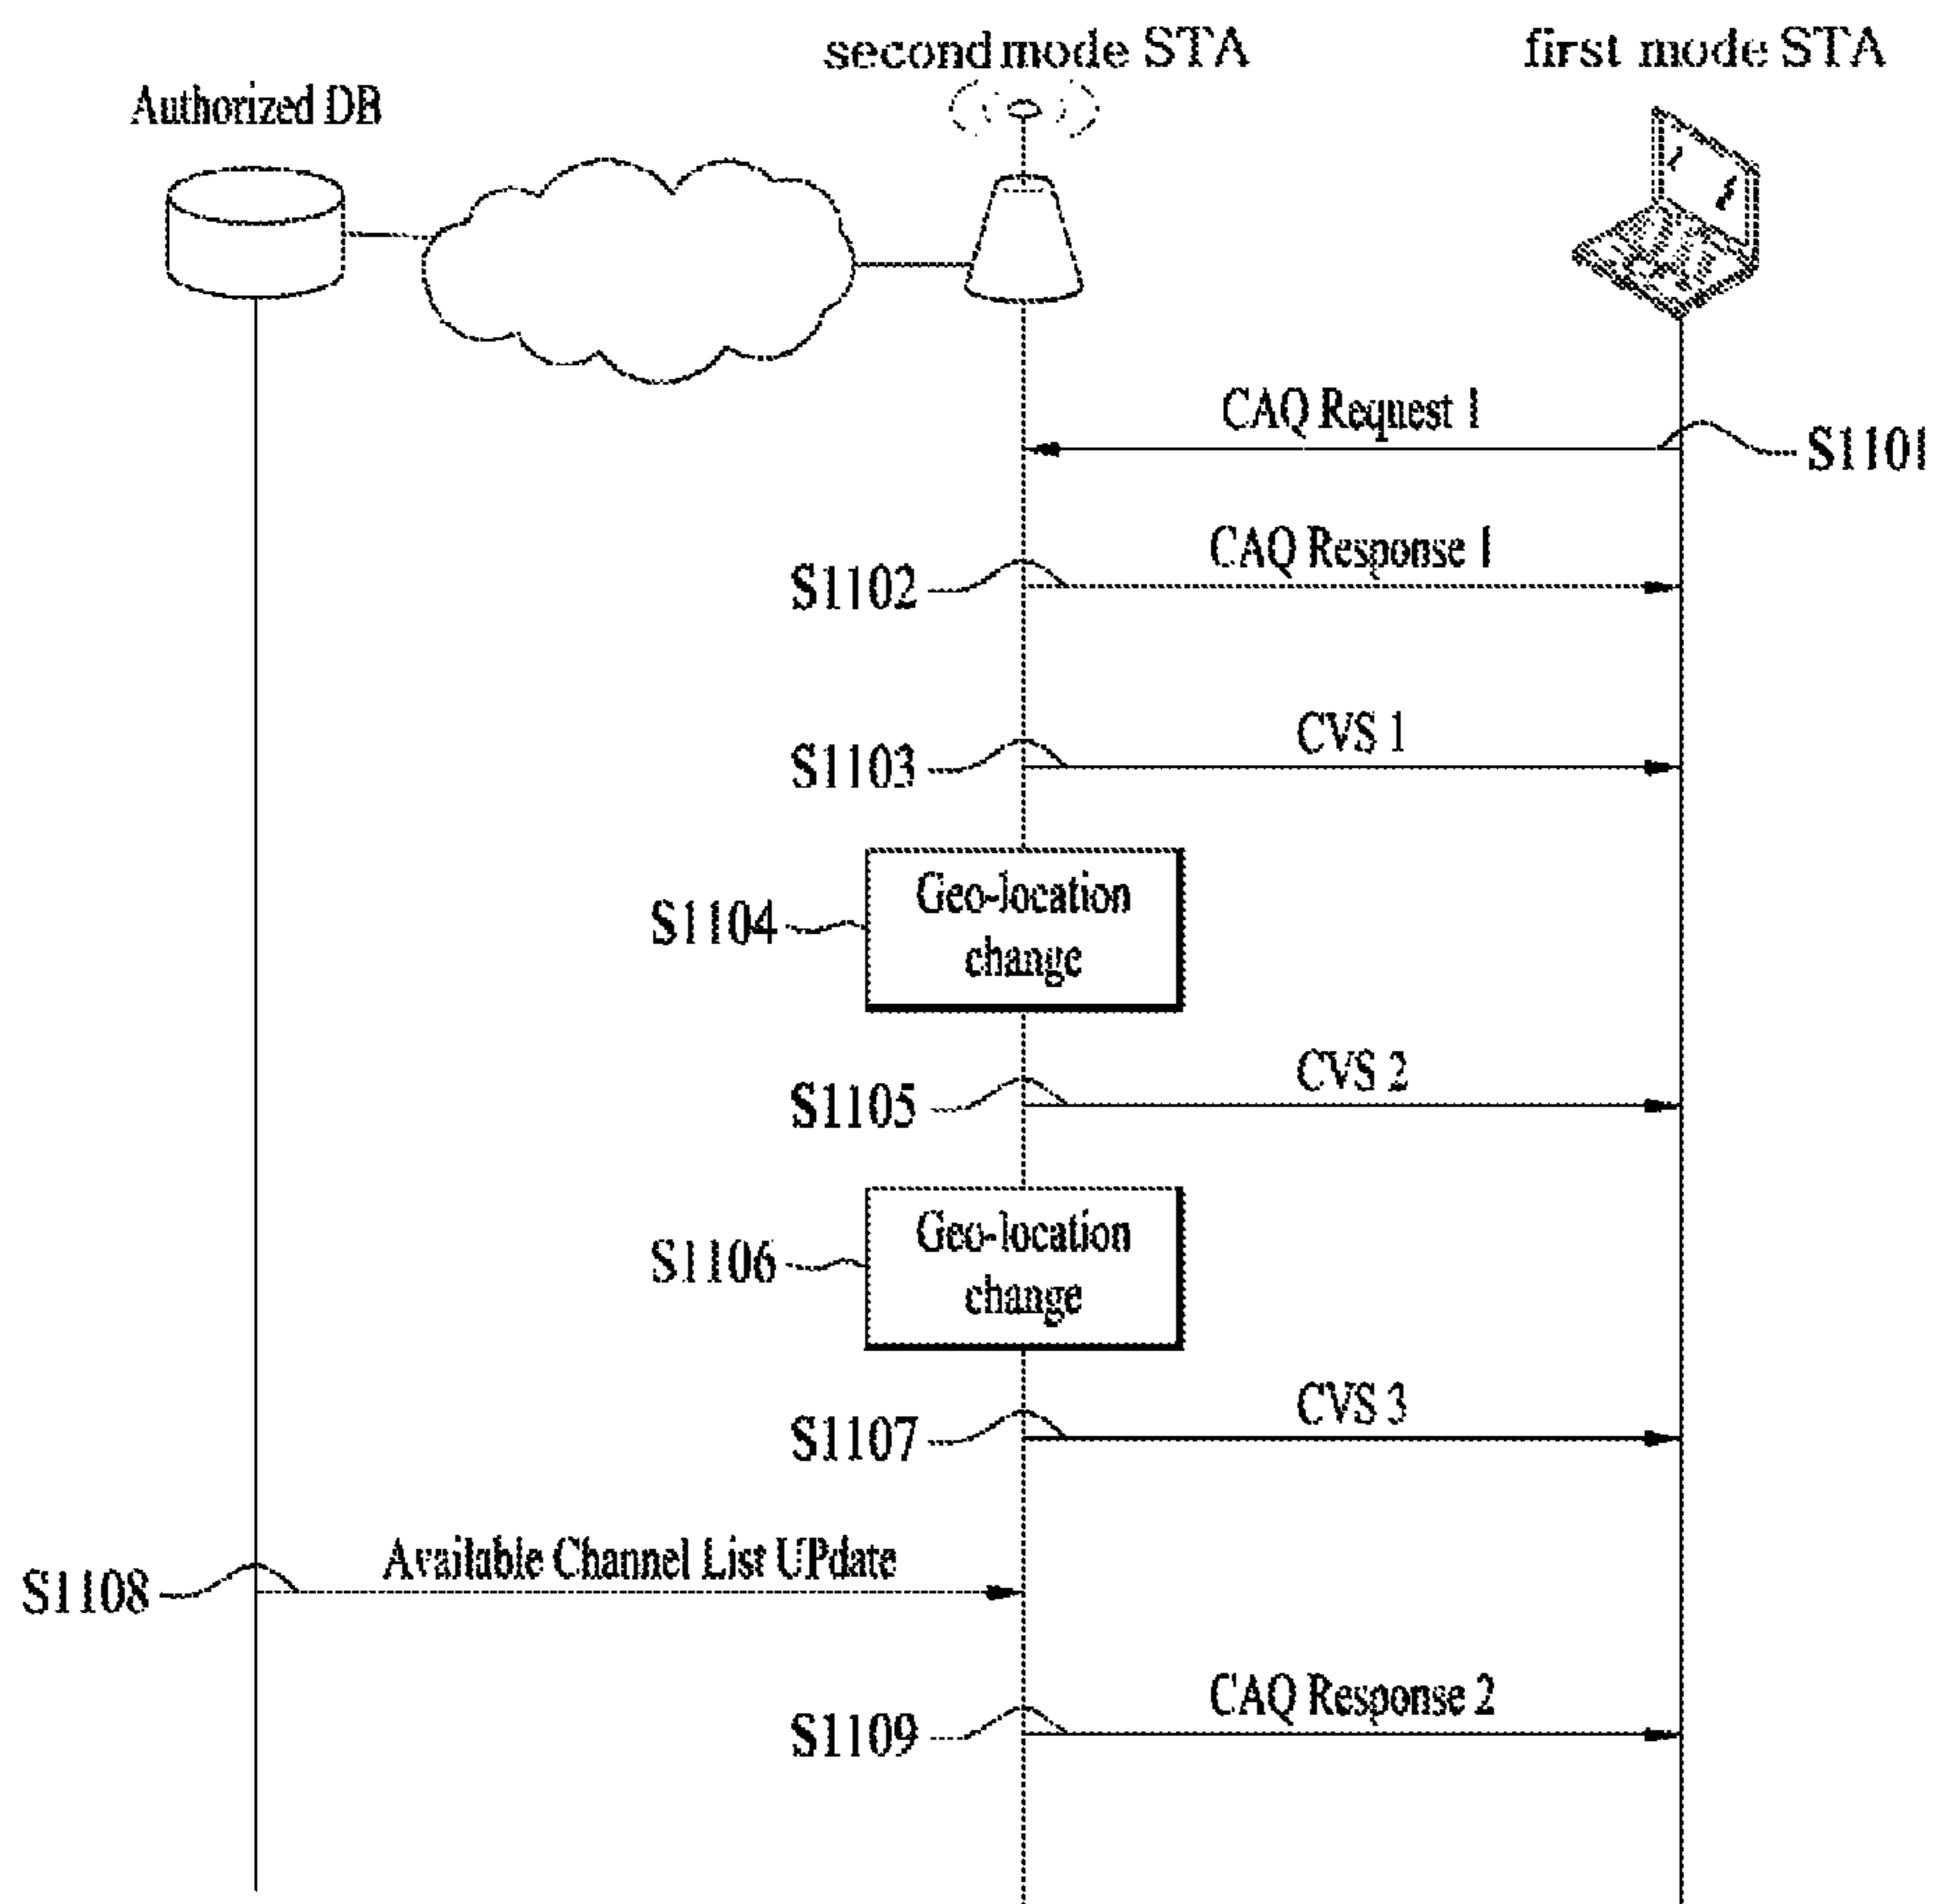 second mode STA
first mode STA
Authorized DB
CAQ Request 1
S1101
CAQ Response 1
S1102
CVS 1
S1103
Geo-location
change
S1104
CVS 2
S1105
Geo-location
change
S1106
CVS 3
S1107
Available Channel List UPdate
S1108
CAQ Response 2
S1109